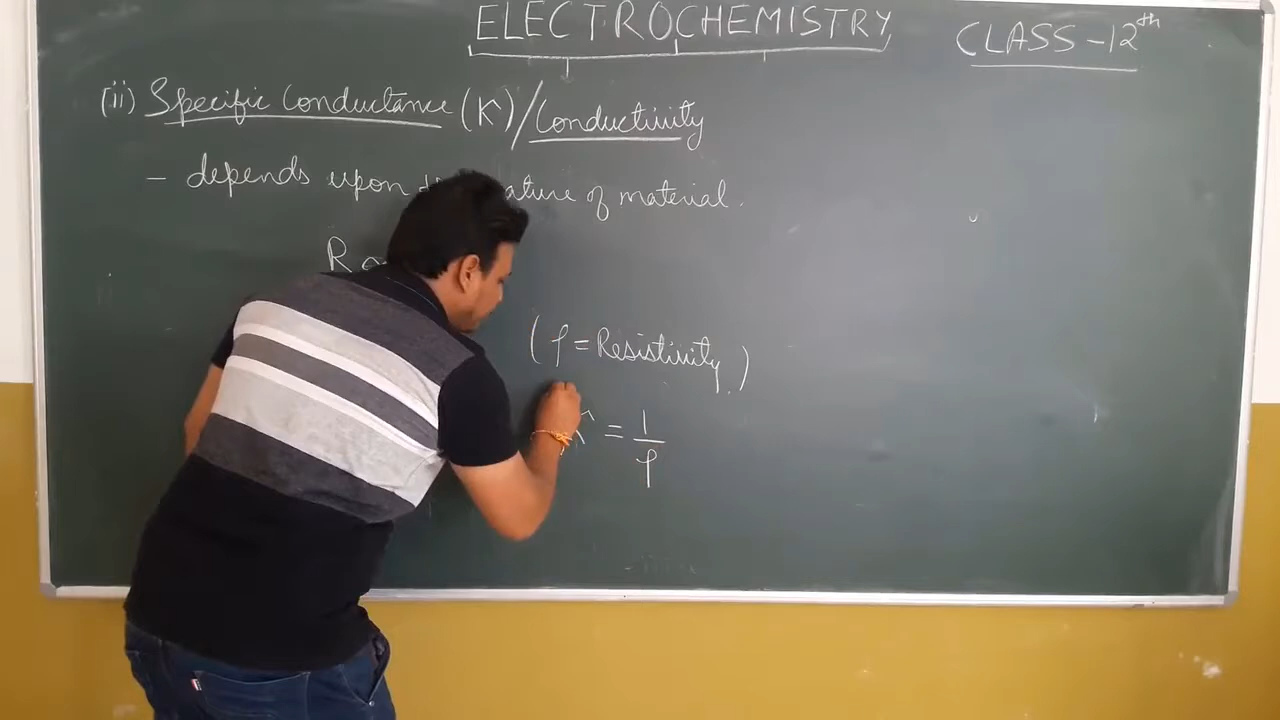 ELECTROCHEMISTRY
CLASS-12th
(ii) Specific Conductance (K)/Conductivity
- depends upon nature of material.
R
(ρ = Resistivity.)
K = 1/ρ